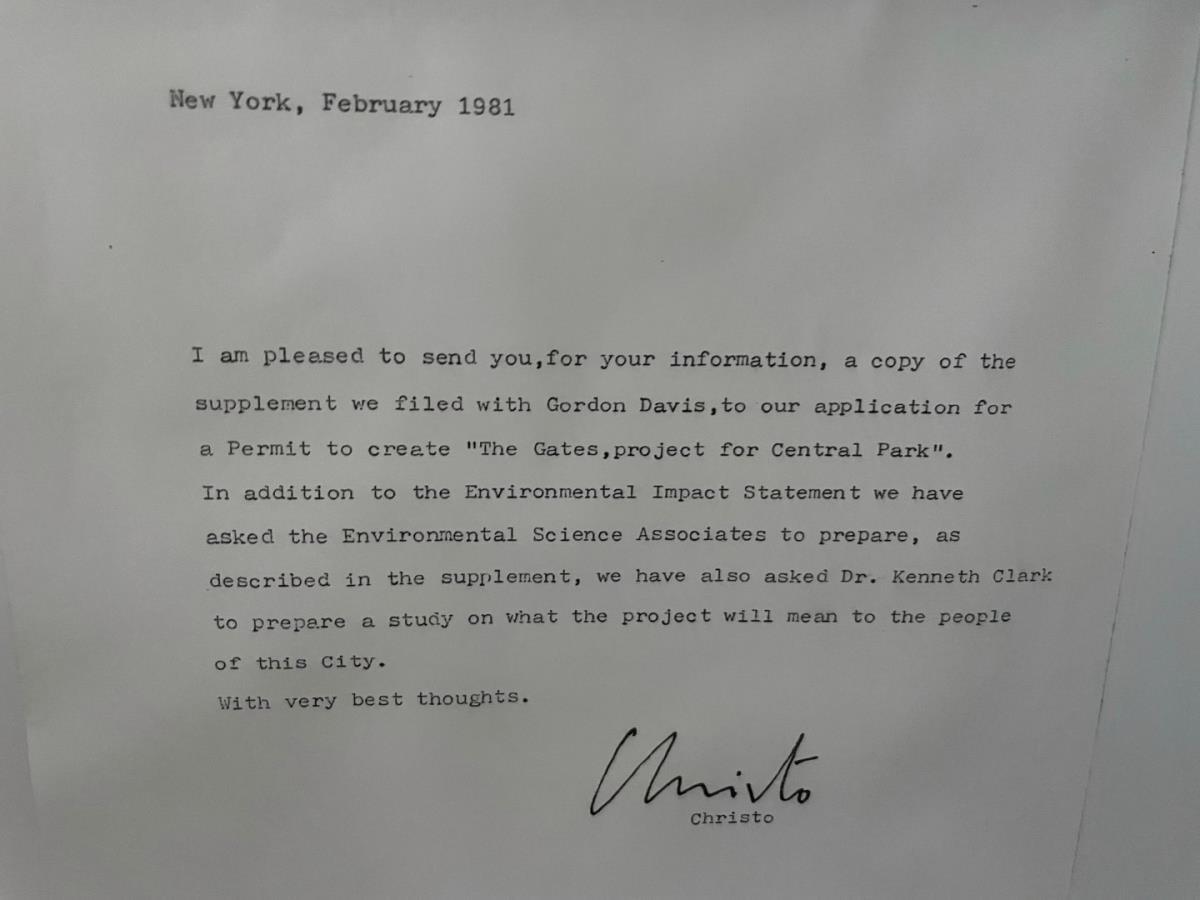 New York, February 1981
I am pleased to send you,for your information, a copy of the
supplement we filed with Gordon Davis,to our application for
a Permit to create "The Gates,project for Central Park".
In addition to the Environmental Impact Statement we have
asked the Environmental Science Associates to prepare, as
described in the supplement, we have also asked Dr. Kenneth Clark
to prepare a study on what the project will mean to the people
of this City.
With very best thoughts.
Christo
Christo